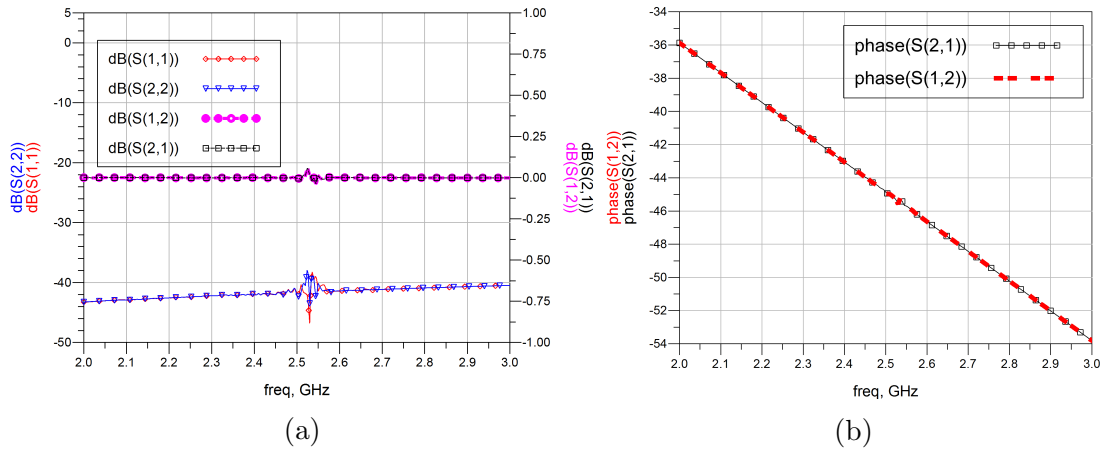 5
0
-10
-20
-30
-40
-50
dB(S(2,2))
dB(S(1,1))
dB(S(1,1))
dB(S(2,2))
dB(S(1,2))
dB(S(2,1))
1.00
0.75
0.50
0.25
0.00
-0.25
-0.50
-0.75
-1.00
dB(S(2,1))
dB(S(1,2))
2.0 2.1 2.2 2.3 2.4 2.5 2.6 2.7 2.8 2.9 3.0
freq, GHz
(a)
-34
-36
-38
-40
-42
-44
-46
-48
-50
-52
-54
phase(S(1,2))
phase(S(2,1))
phase(S(2,1))
phase(S(1,2))
2.0 2.1 2.2 2.3 2.4 2.5 2.6 2.7 2.8 2.9 3.0
freq, GHz
(b)